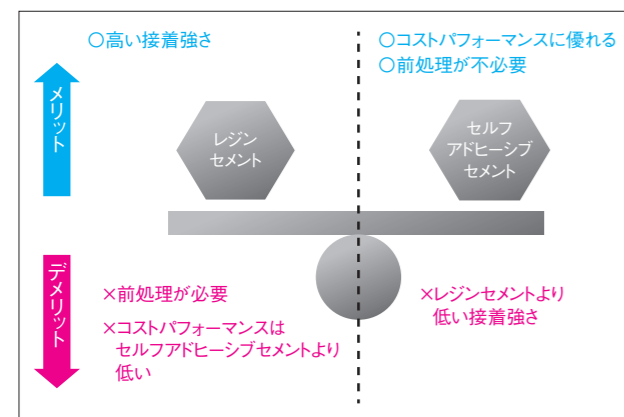 ○高い接着強さ
○コストパフォーマンスに優れる
○前処理が不必要
メリット
レジン
セメント
セルフ
アドヒーシブ
セメント
デメリット
×前処理が必要
×コストパフォーマンスは
セルフアドヒーシブセメントより
低い
×レジンセメントより
低い接着強さ